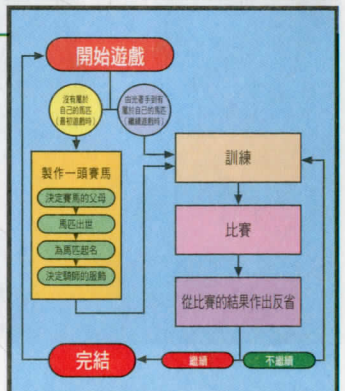 開始遊戲
沒有屬於
自己的馬匹
(最初遊戲時)
由光碟手到有
屬於自己的馬匹
(繼續遊戲時)
製作一頭賽馬
決定賽馬的父母
馬匹出世
為馬匹起名
決定騎師的服飾
訓練
比賽
從比賽的結果作出反省
完結
繼續
不繼續